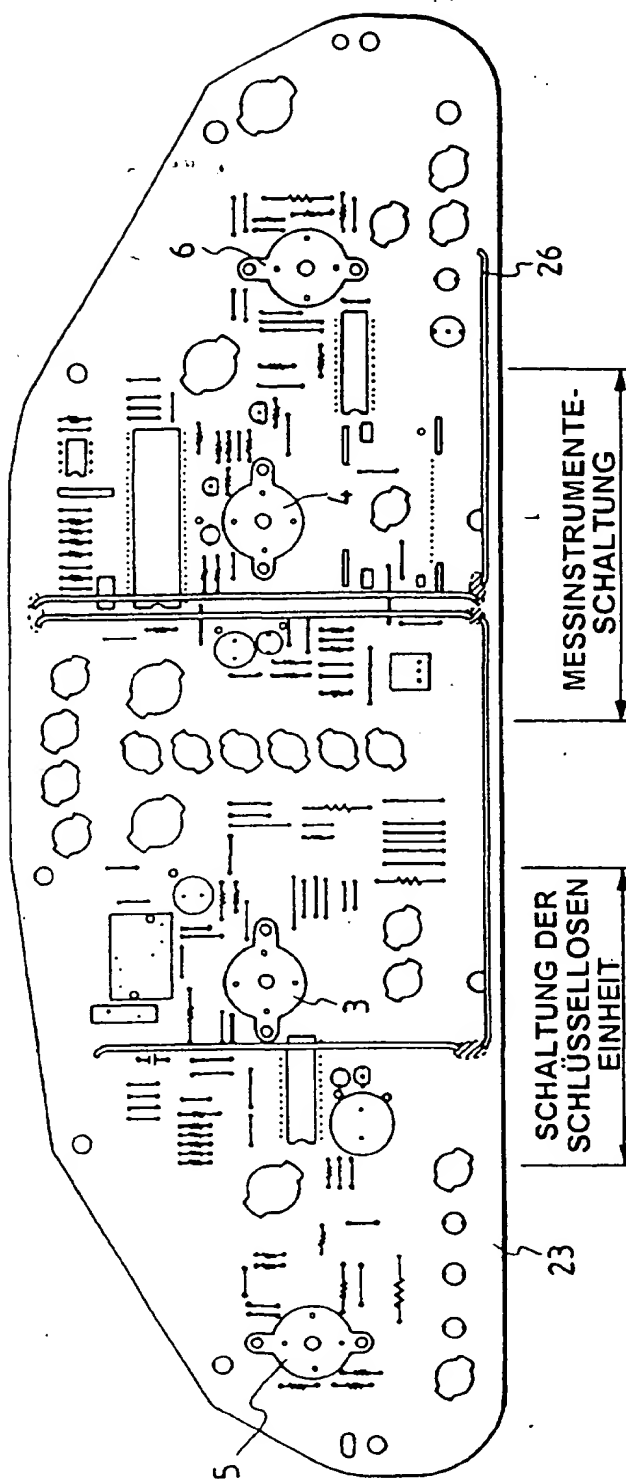 5
3
4
6
23
26
SCHALTUNG DER
SCHLÜSSELLOSEN
EINHEIT
MESSINSTRUMENTE-
SCHALTUNG